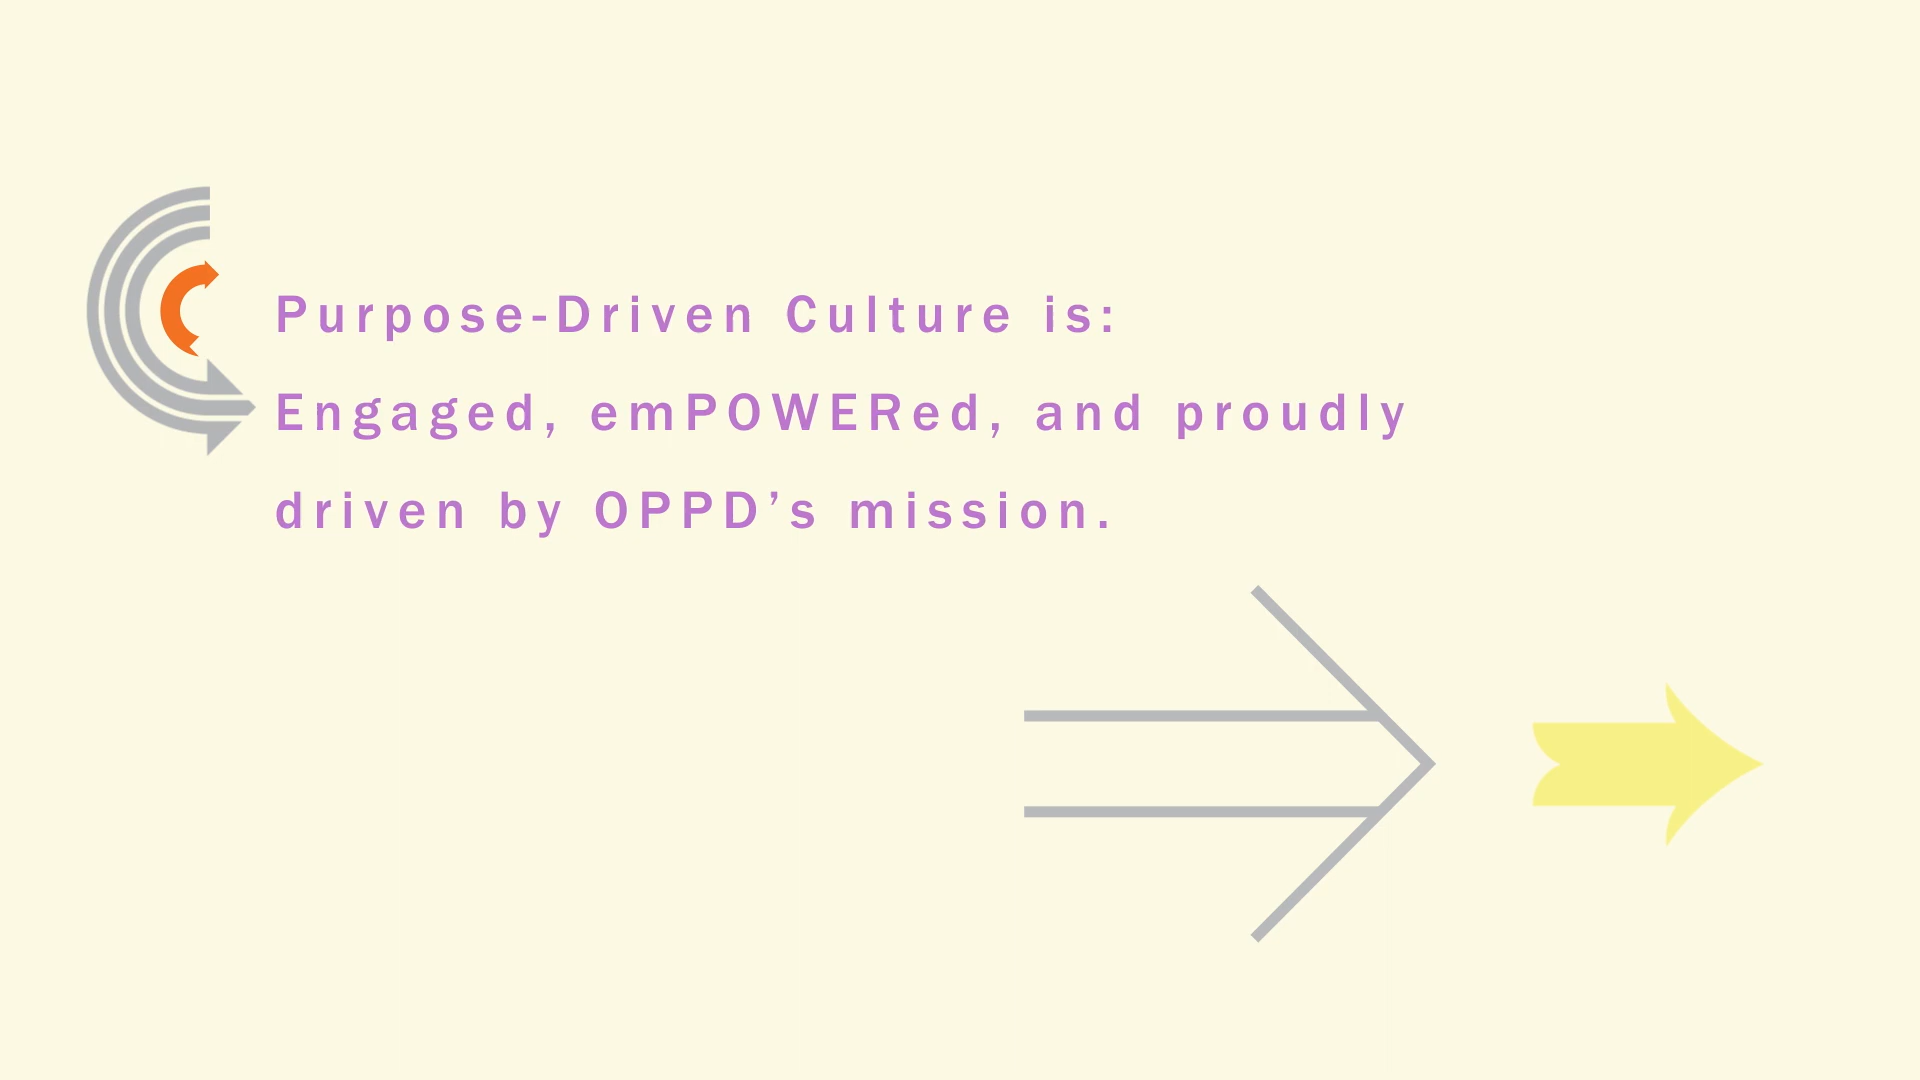 Purpose-Driven Culture is:
Engaged, emPOWERed, and proudly
driven by OPPD’s mission.